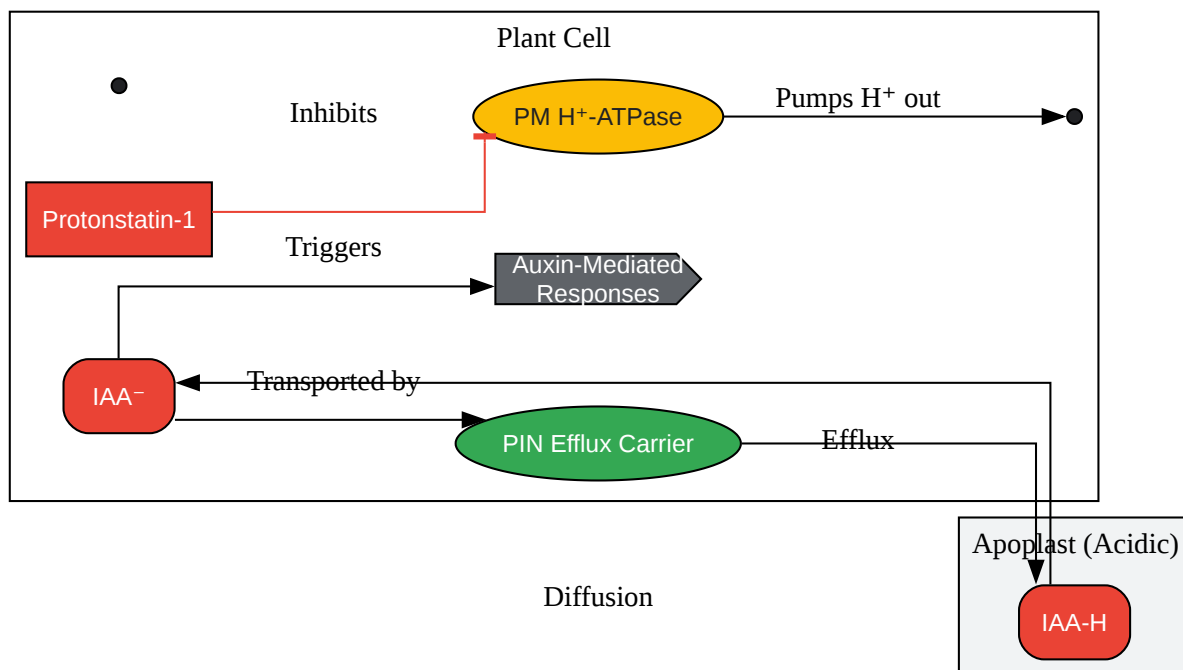 Plant Cell
Inhibits
PM H⁺-ATPase
Pumps H⁺ out
Protonstatin-1
Triggers
Auxin-Mediated
Responses
IAA⁻
Transported by
PIN Efflux Carrier
Efflux
Apoplast (Acidic)
Diffusion
IAA-H